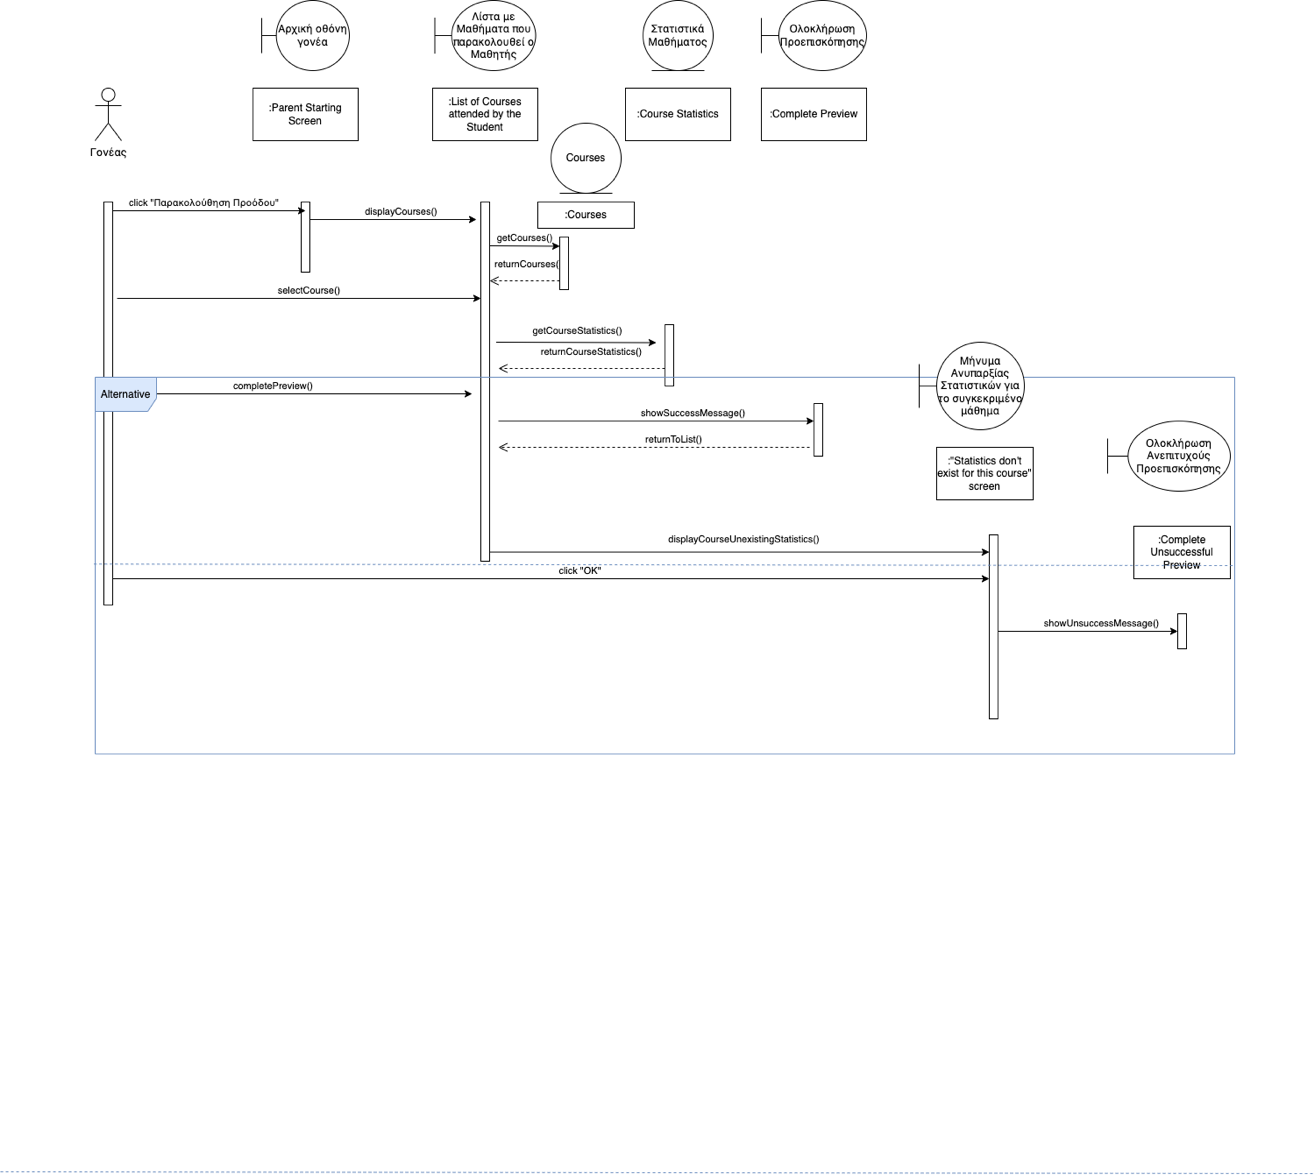 Αρχική οθόνη
γονέα
Λίστα με
Μαθήματα που
παρακολουθεί ο
Μαθητής
Στατιστικά
Μαθήματος
Ολοκλήρωση
Προεπισκόπησης
:Parent Starting
Screen
:List of Courses
attended by the
Student
:Course Statistics
:Complete Preview
Γονέας
Courses
:Courses
click "Παρακολούθηση Προόδου"
displayCourses()
getCourses()
returnCourses(
selectCourse()
getCourseStatistics()
returnCourseStatistics()
Alternative
completePreview()
showSuccessMessage()
returnToList()
Μήνυμα
Ανυπαρξίας
Στατιστικών για
το συγκεκριμένο
μάθημα
:"Statistics don't
exist for this course"
screen
Ολοκλήρωση
Ανεπιτυχούς
Προεπισκόπησης
:Complete
Unsuccessful
Preview
displayCourseUnexistingStatistics()
click "OK"
showUnsuccessMessage()